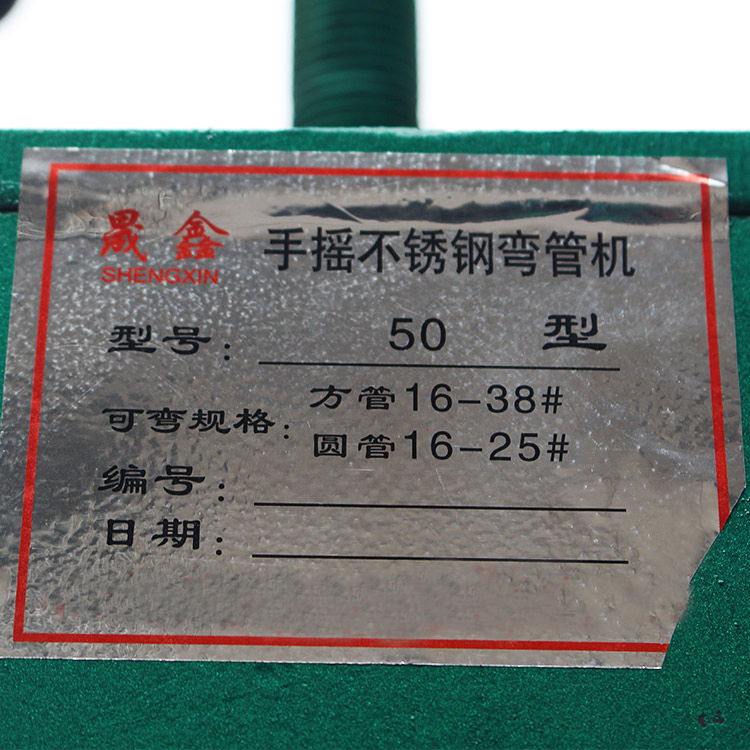 晟鑫 手摇不锈钢弯管机
SHENGXIN
型号: 50 型
可弯规格: 方管16-38#
圆管16-25#
编号:
日期: